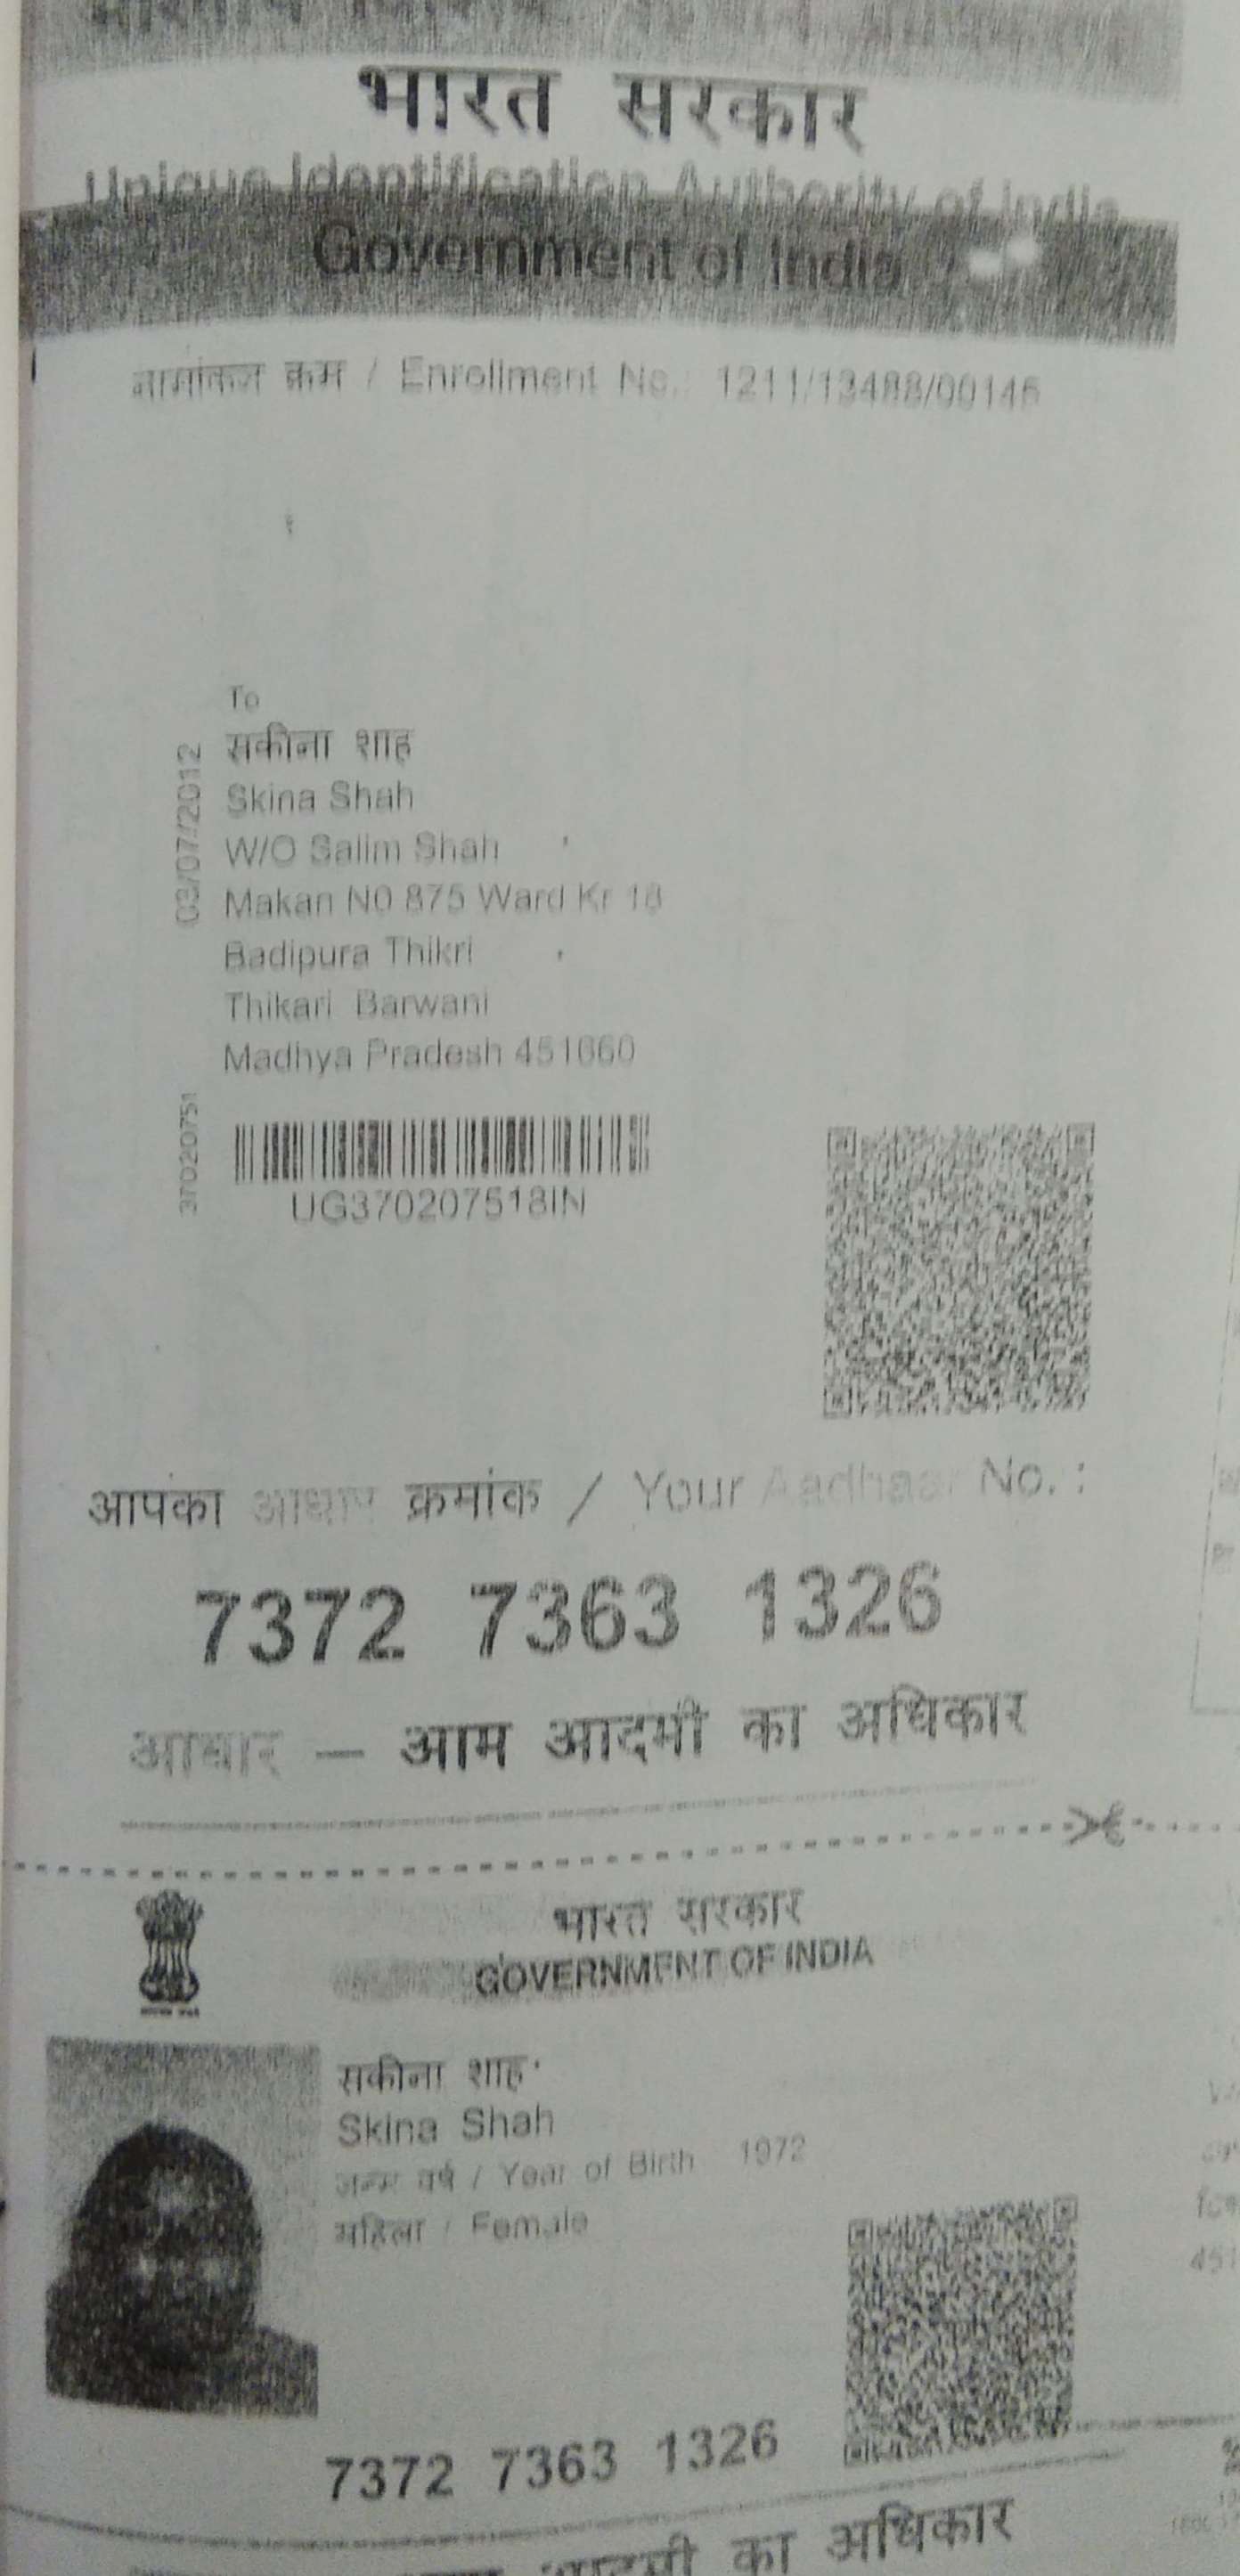 भारत सरकार
Unique Identification Authority of India
Government of India
नामांकन क्रम / Enrollment No.: 1211/13488/00146
To
सकीना शाह
Skina Shah
W/O Salim Shah
Makan N0 875 Ward Kr 18
Badipura Thikri
Thikari Barwani
Madhya Pradesh 451660
03/07/2012
37020751
UG370207518IN
आपका आधार क्रमांक / Your Aadhaar No. :
7372 7363 1326
आधार — आम आदमी का अधिकार
भारत सरकार
GOVERNMENT OF INDIA
सकीना शाह
Skina Shah
जन्म वर्ष / Year of Birth 1972
महिला / Female
7372 7363 1326
आम आदमी का अधिकार